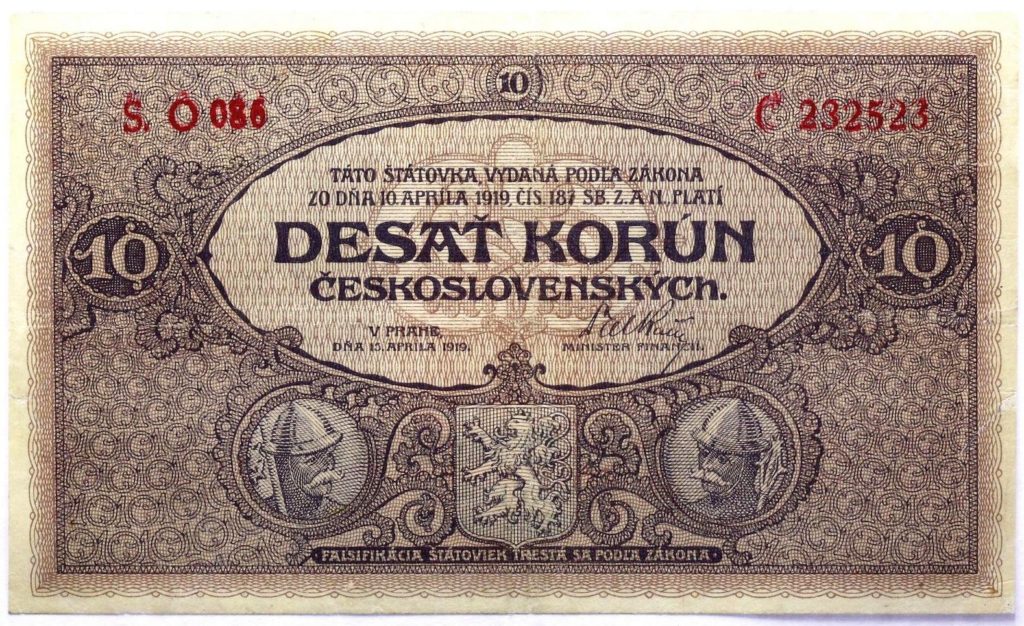 10
S. O 086
Č 232523
TÁTO ŠTÁTOVKA, VYDANÁ PODĽA ZÁKONA
ZO DŇA 10. APRÍLA 1919, ČÍS. 187 SB. Z. A N., PLATÍ
10
DESAŤ KORÚN
10
ČESKOSLOVENSKÝCH.
V PRAHE,
DŇA 15. APRÍLA 1919.
MINISTER FINANCIÍ.
FALSIFIKÁCIA ŠTÁTOVIEK TRESTÁ SA PODĽA ZÁKONA